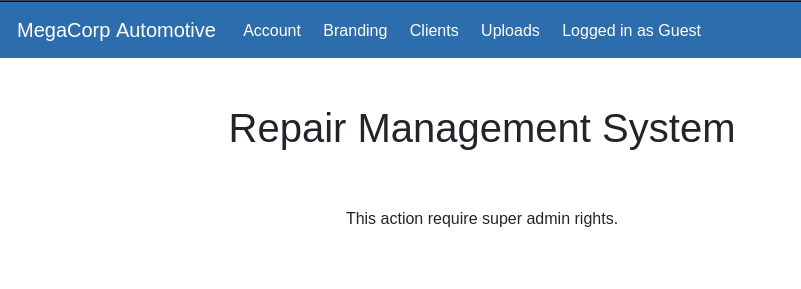 MegaCorp Automotive Account Branding Clients Uploads Logged in as Guest
Repair Management System
This action require super admin rights.